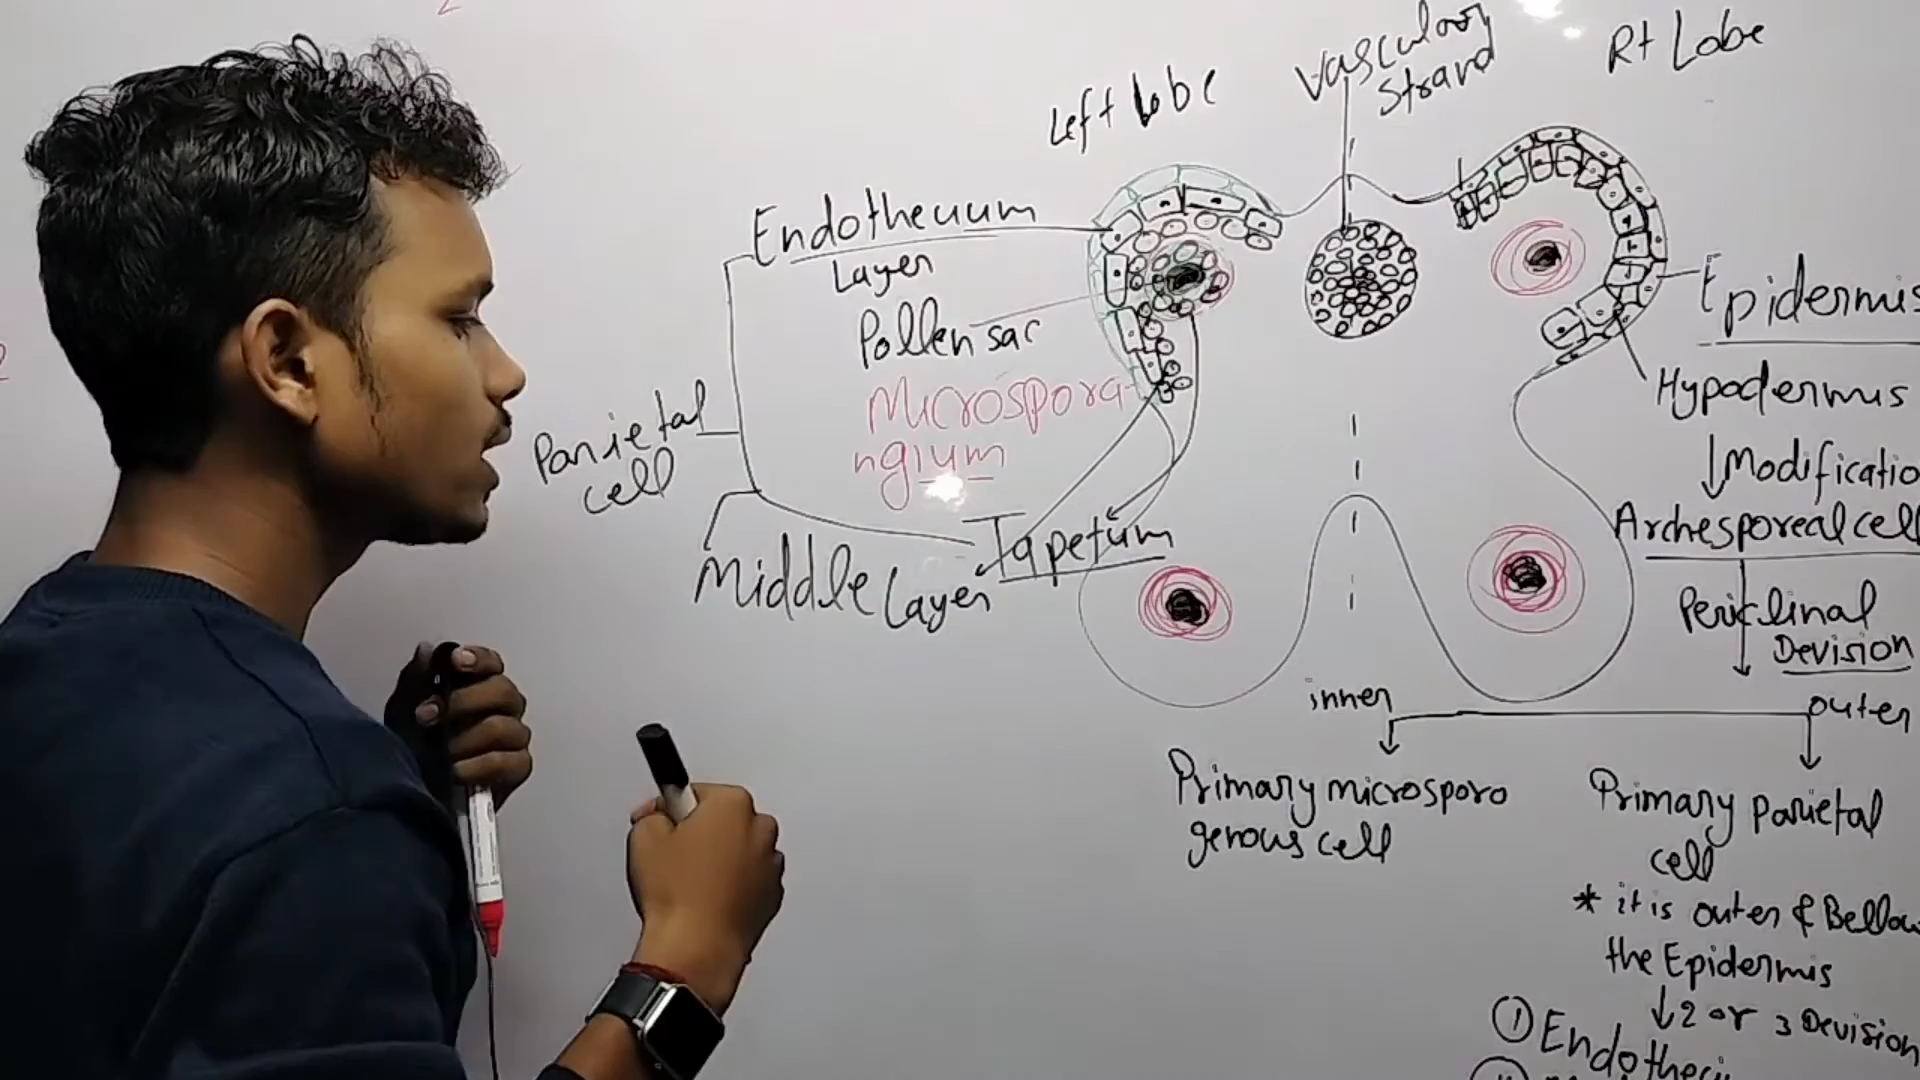 Left lobe
Vascular
Strand
Rt Lobe
Endothecium
Layer
Pollen sac
Microspora
ngium
Parietal
cell
Tapetum
Middle Layer
Epidermis
Hypodermis
Modificatio
Archesporeal cell
Periclinal
Devision
inner
outer
Primary microsporo
genous cell
Primary parietal
cell
* it is outer & Bellow
the Epidermis
2 or 3 Devision
① Endotheci